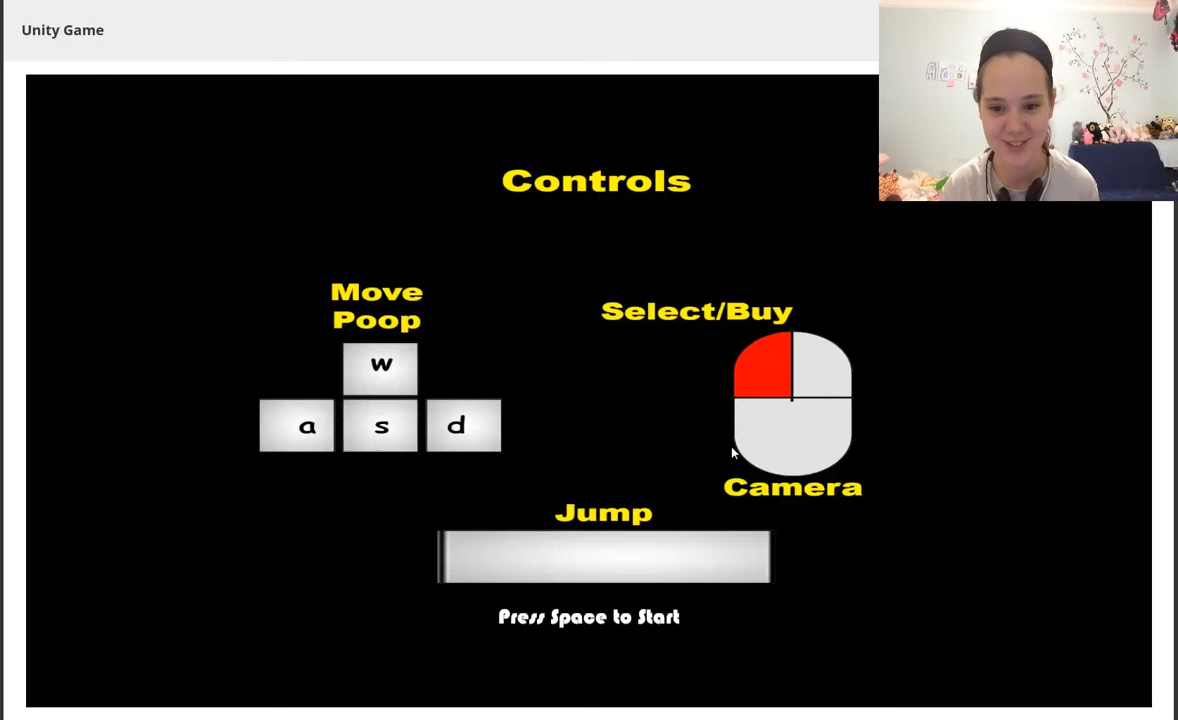 Unity Game
Controls
Move
Poop
Select/Buy
w
a s d
Camera
Jump
Press Space to Start